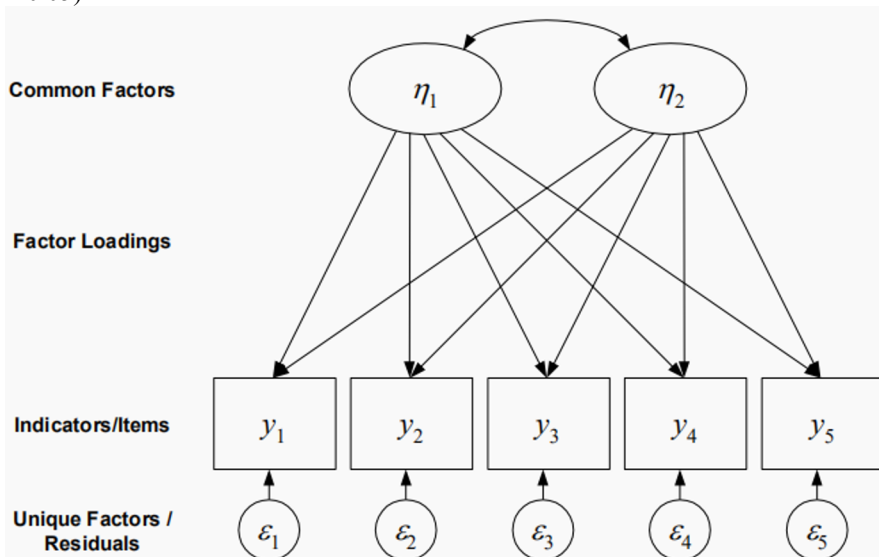 Common Factors
η1 η2
Factor Loadings
Indicators/Items
y1 y2 y3 y4 y5
Unique Factors /
Residuals
ε1 ε2 ε3 ε4 ε5